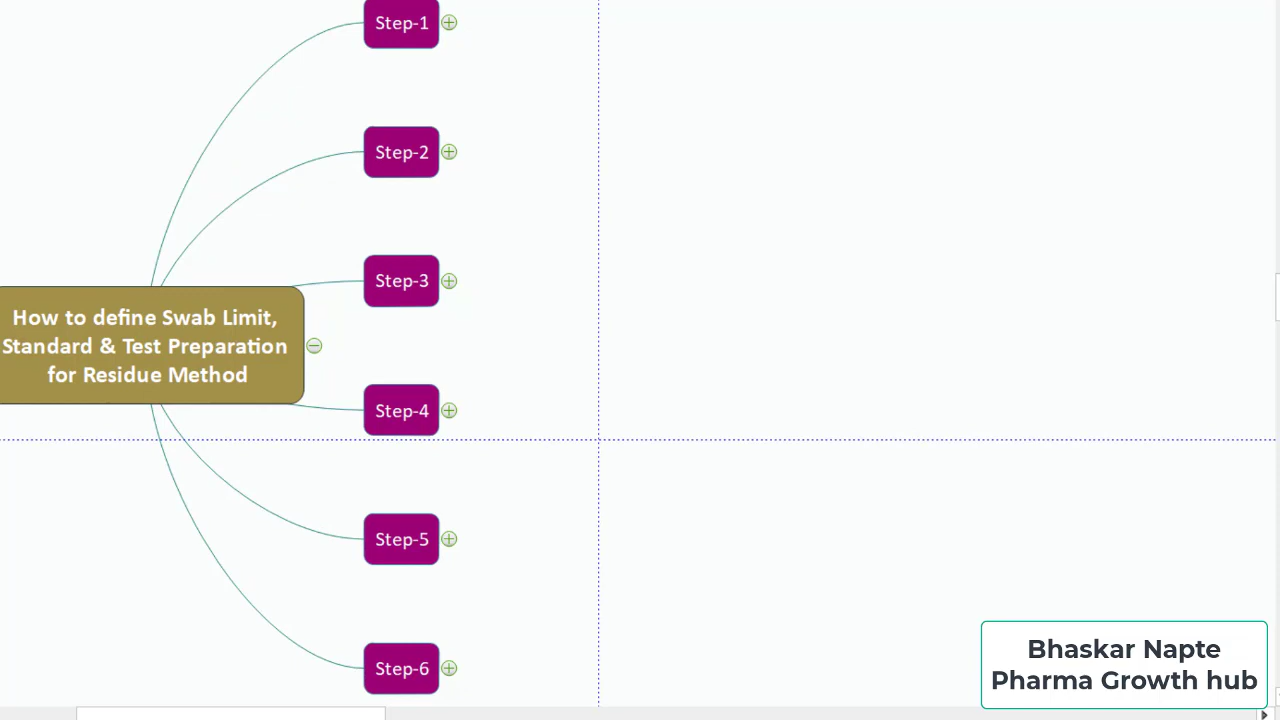 Step-1
Step-2
Step-3
How to define Swab Limit,
Standard & Test Preparation
for Residue Method
Step-4
Step-5
Step-6
Bhaskar Napte
Pharma Growth hub